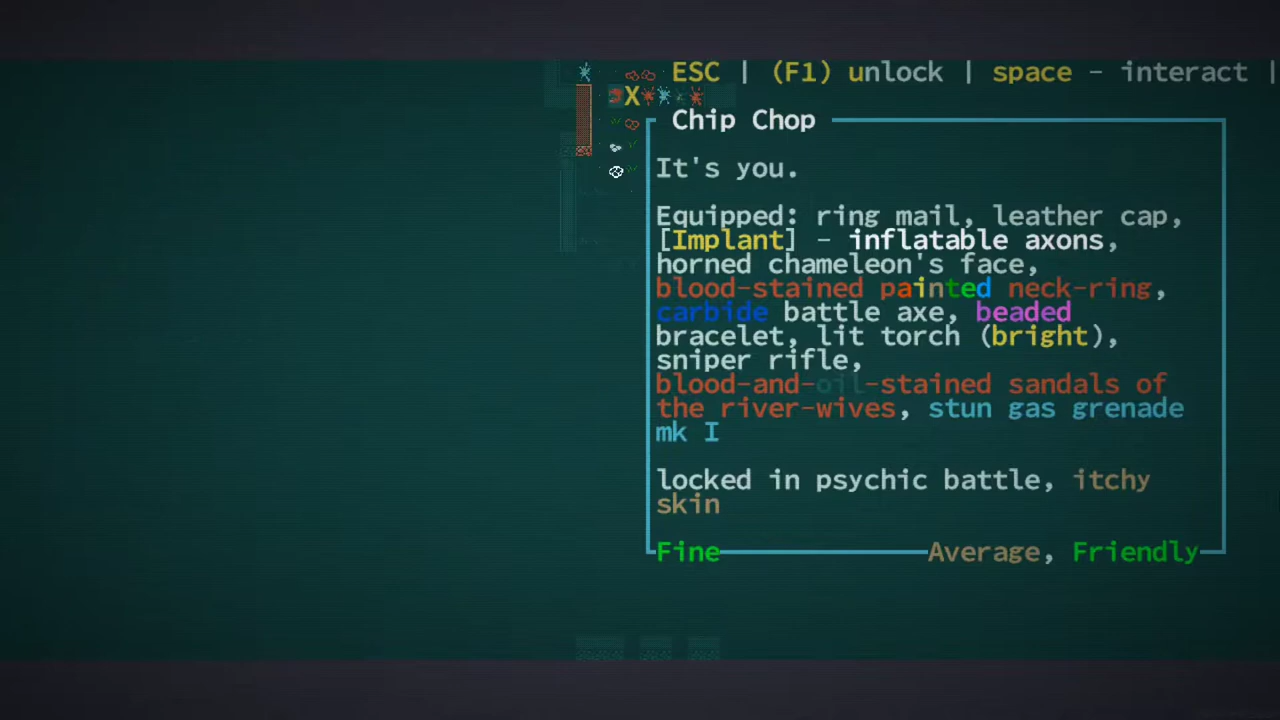 ESC | (F1) unlock | space - interact |
X
Chip Chop
It's you.
Equipped: ring mail, leather cap,
[Implant] - inflatable axons,
horned chameleon's face,
blood-stained painted neck-ring,
carbide battle axe, beaded
bracelet, lit torch (bright),
sniper rifle,
blood-and-oil-stained sandals of
the river-wives, stun gas grenade
mk I
locked in psychic battle, itchy
skin
Fine Average, Friendly